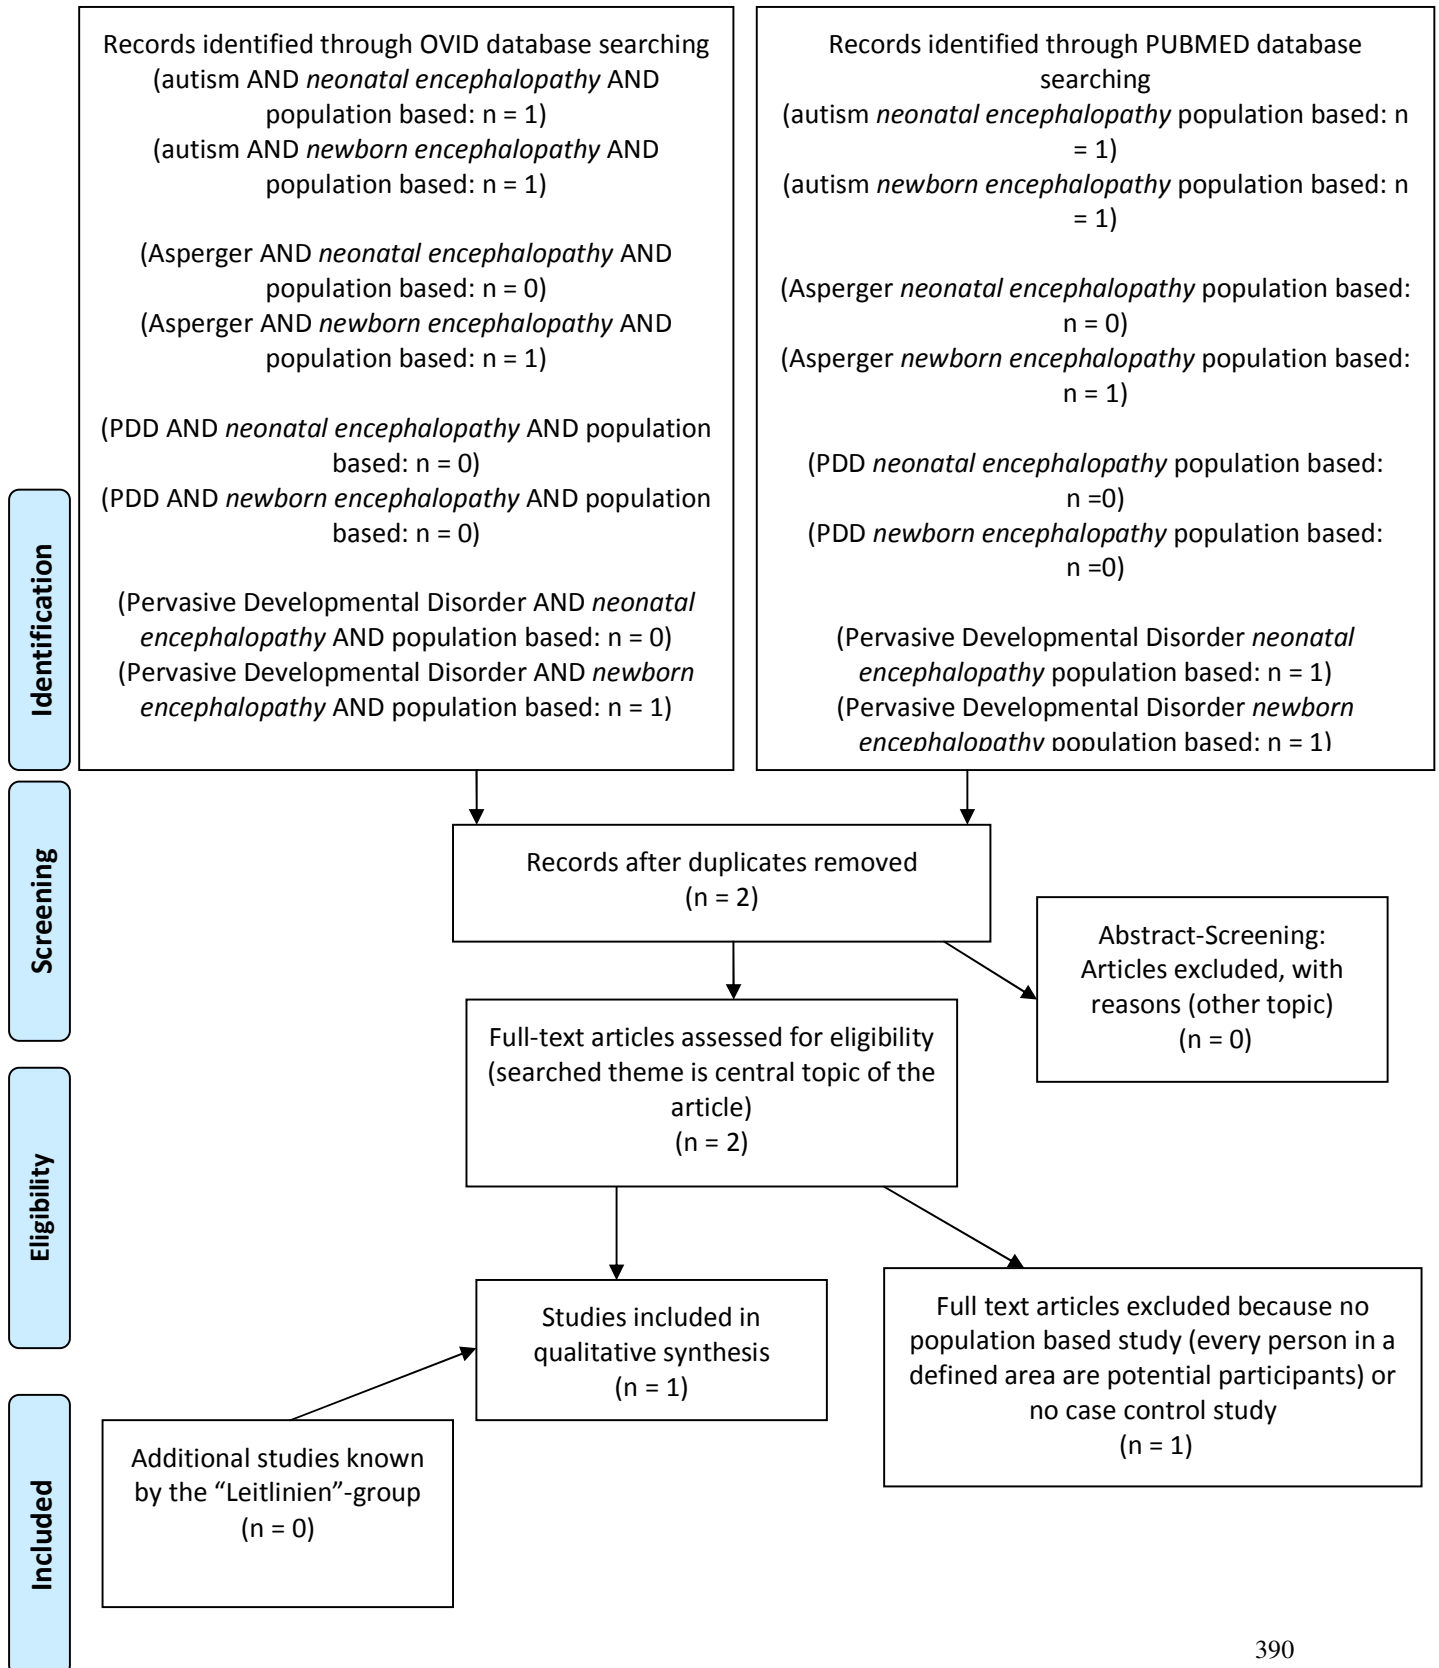 Records identified through OVID database searching
(autism AND neonatal encephalopathy AND
population based: n = 1)
(autism AND newborn encephalopathy AND
population based: n = 1)
(Asperger AND neonatal encephalopathy AND
population based: n = 0)
(Asperger AND newborn encephalopathy AND
population based: n = 1)
(PDD AND neonatal encephalopathy AND population
based: n = 0)
(PDD AND newborn encephalopathy AND population
based: n = 0)
(Pervasive Developmental Disorder AND neonatal
encephalopathy AND population based: n = 0)
(Pervasive Developmental Disorder AND newborn
encephalopathy AND population based: n = 1)
Records identified through PUBMED database
searching
(autism neonatal encephalopathy population based: n
= 1)
(autism newborn encephalopathy population based: n
= 1)
(Asperger neonatal encephalopathy population based:
n = 0)
(Asperger newborn encephalopathy population based:
n = 1)
(PDD neonatal encephalopathy population based:
n =0)
(PDD newborn encephalopathy population based:
n =0)
(Pervasive Developmental Disorder neonatal
encephalopathy population based: n = 1)
(Pervasive Developmental Disorder newborn
encephalopathy population based: n = 1)
Identification
Screening
Eligibility
Included
Records after duplicates removed
(n = 2)
Abstract-Screening:
Articles excluded, with
reasons (other topic)
(n = 0)
Full-text articles assessed for eligibility
(searched theme is central topic of the
article)
(n = 2)
Studies included in
qualitative synthesis
(n = 1)
Full text articles excluded because no
population based study (every person in a
defined area are potential participants) or
no case control study
(n = 1)
Additional studies known
by the “Leitlinien”-group
(n = 0)
390